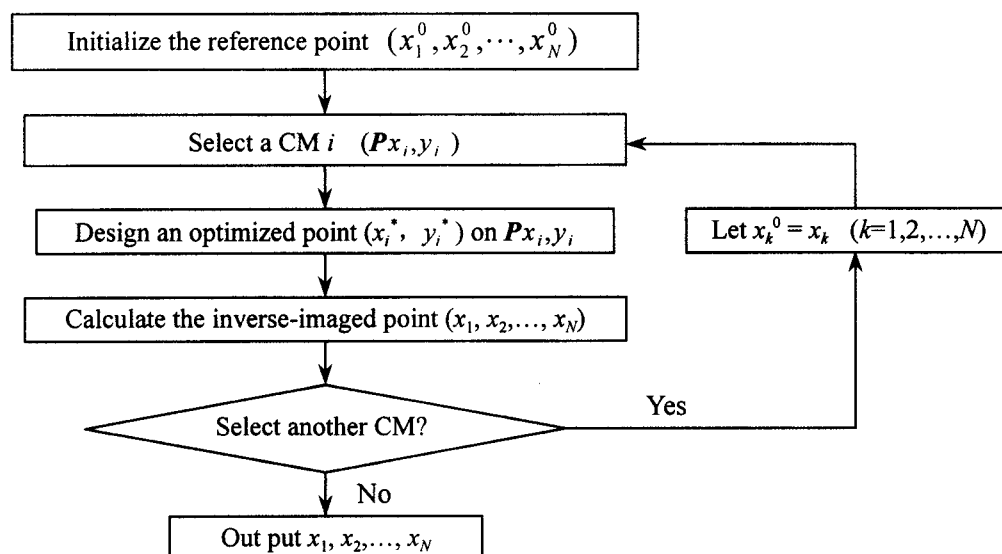 Initialize the reference point (x₁⁰, x₂⁰, ⋯, x_N⁰)
Select a CM i (Px_i,y_i)
Design an optimized point (x_i*, y_i*) on Px_i,y_i
Let x_k⁰ = x_k (k=1,2,…,N)
Calculate the inverse-imaged point (x₁, x₂,…, x_N)
Select another CM?
Yes
No
Out put x₁, x₂,…, x_N